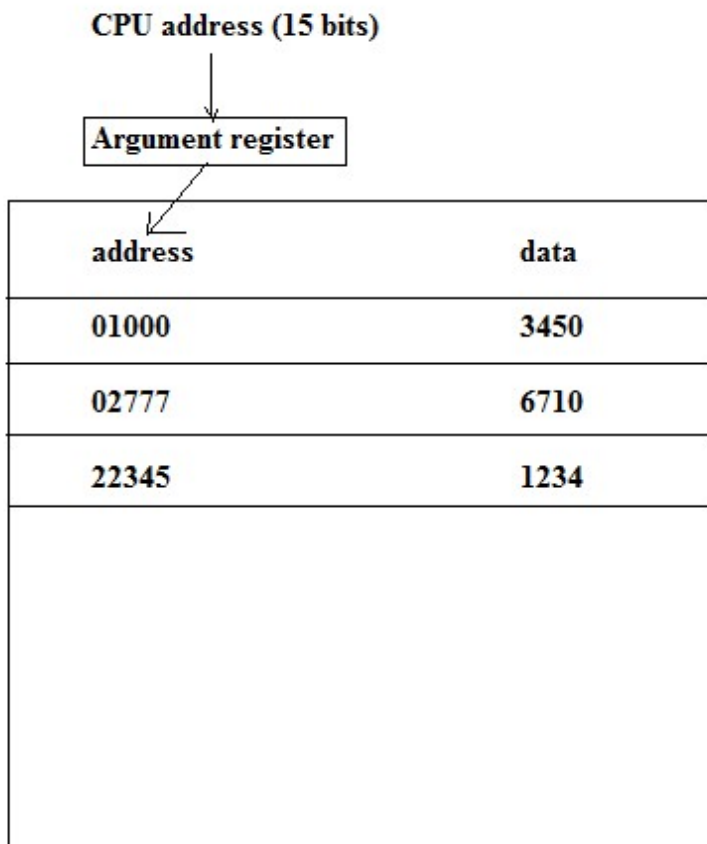 CPU address (15 bits)
Argument register
address data
01000 3450
02777 6710
22345 1234